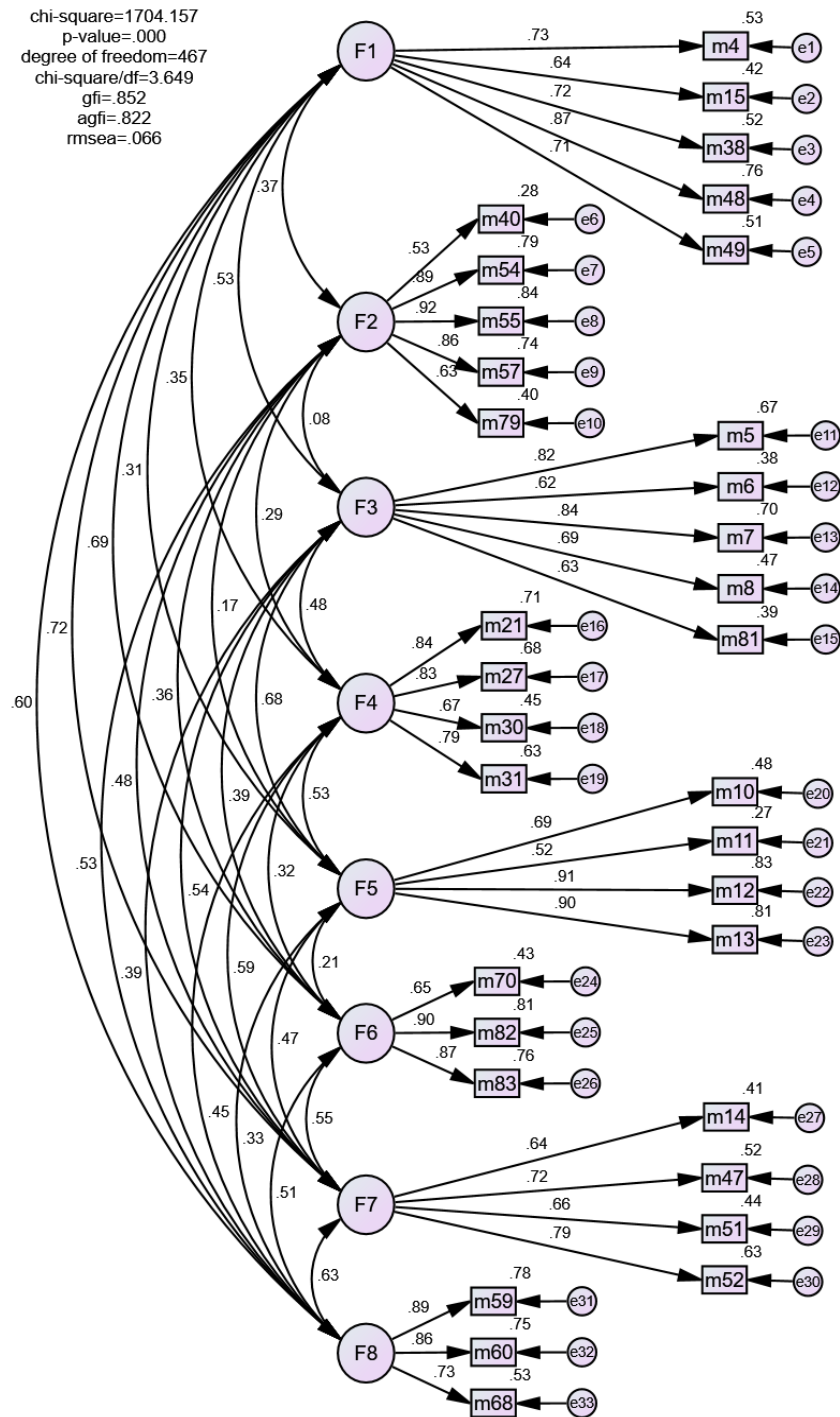 chi-square=1704.157
p-value=.000
degree of freedom=467
chi-square/df=3.649
gfi=.852
agfi=.822
rmsea=.066
F1
.73
.53
m4
e1
.64
.42
m15
e2
.72
.52
m38
e3
.87
.76
m48
e4
.71
.51
m49
e5
.37
.53
.35
.31
.69
.72
.60
F2
.53
.28
m40
e6
.89
.79
m54
e7
.92
.84
m55
e8
.86
.74
m57
e9
.63
.40
m79
e10
.08
.29
.17
.36
.48
.53
F3
.82
.67
m5
e11
.62
.38
m6
e12
.84
.70
m7
e13
.69
.47
m8
e14
.63
.39
m81
e15
.48
.68
.39
.54
.39
F4
.84
.71
m21
e16
.83
.68
m27
e17
.67
.45
m30
e18
.79
.63
m31
e19
.53
.32
.59
.45
F5
.69
.48
m10
e20
.52
.27
m11
e21
.91
.83
m12
e22
.90
.81
m13
e23
.21
.47
.33
F6
.65
.43
m70
e24
.90
.81
m82
e25
.87
.76
m83
e26
.55
.51
F7
.64
.41
m14
e27
.72
.52
m47
e28
.66
.44
m51
e29
.79
.63
m52
e30
.63
F8
.89
.78
m59
e31
.86
.75
m60
e32
.73
.53
m68
e33